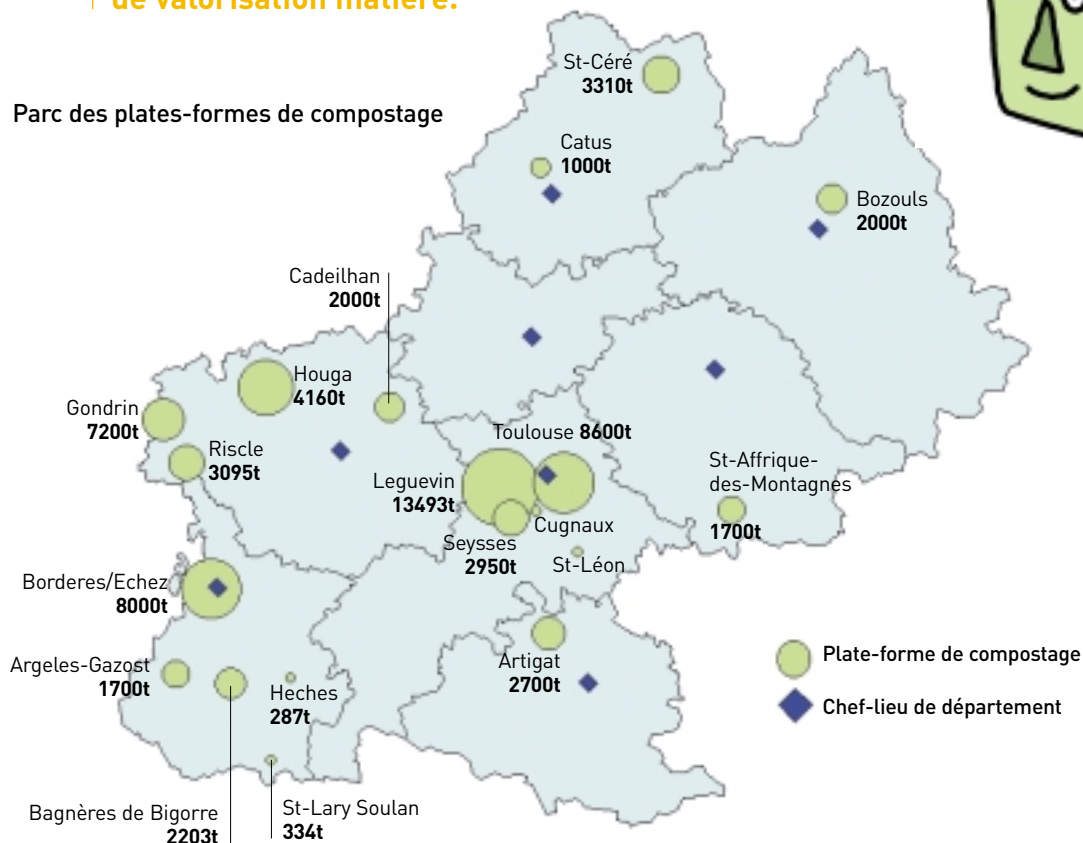 de valorisation matière.
Parc des plates-formes de compostage
St-Céré
3310t
Catus
1000t
Bozouls
2000t
Cadeilhan
2000t
Houga
4160t
Gondrin
7200t
Riscle
3095t
Toulouse 8600t
Leguevin
13493t
Cugnaux
Seysses
2950t
St-Léon
St-Affrique-
des-Montagnes
1700t
Borderes/Echez
8000t
Argeles-Gazost
1700t
Heches
287t
Artigat
2700t
Bagnères de Bigorre
2203t
St-Lary Soulan
334t
Plate-forme de compostage
Chef-lieu de département